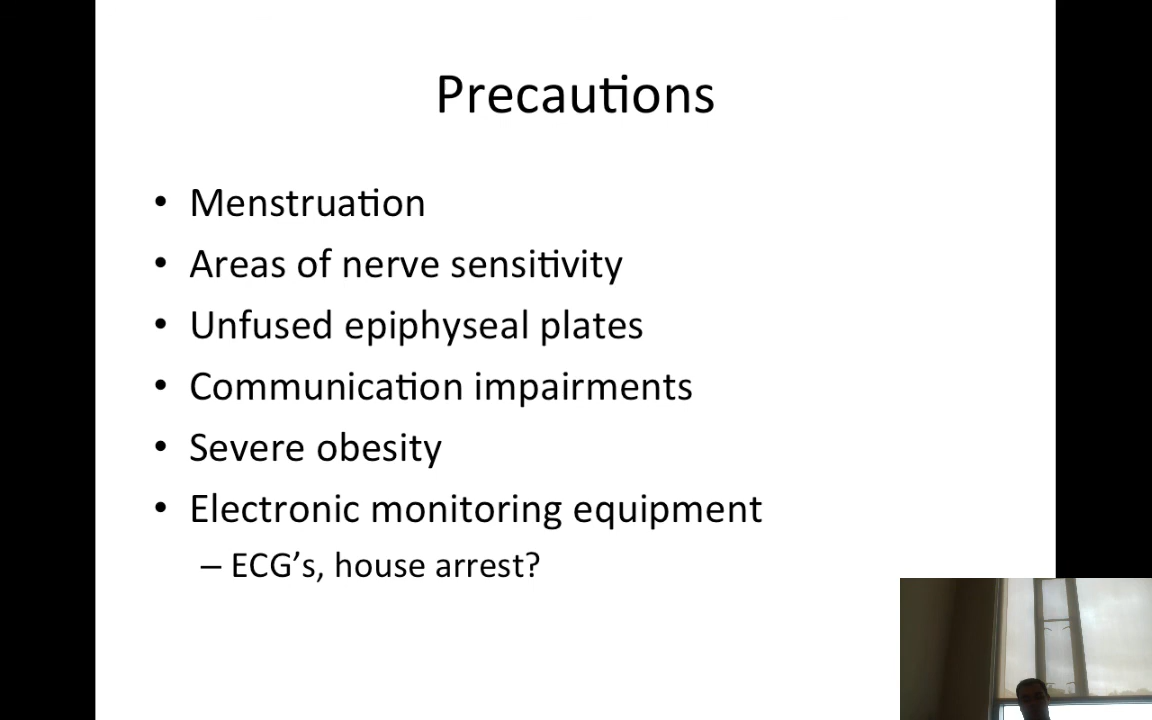 Precautions
• Menstruation
• Areas of nerve sensitivity
• Unfused epiphyseal plates
• Communication impairments
• Severe obesity
• Electronic monitoring equipment
– ECG’s, house arrest?